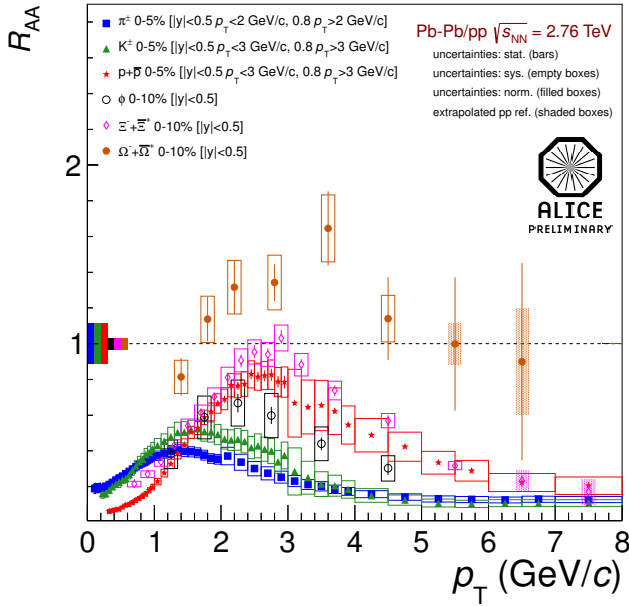 R_AA
π± 0-5% [|y|<0.5 p_T<2 GeV/c, 0.8 p_T>2 GeV/c]
K± 0-5% [|y|<0.5 p_T<3 GeV/c, 0.8 p_T>3 GeV/c]
p+p̅ 0-5% [|y|<0.5 p_T<3 GeV/c, 0.8 p_T>3 GeV/c]
ϕ 0-10% [|y|<0.5]
Ξ⁻+Ξ̅⁺ 0-10% [|y|<0.5]
Ω⁻+Ω̅⁺ 0-10% [|y|<0.5]
Pb-Pb/pp √s_NN = 2.76 TeV
uncertainties: stat. (bars)
uncertainties: sys. (empty boxes)
uncertainties: norm. (filled boxes)
extrapolated pp ref. (shaded boxes)
ALICE
PRELIMINARY
2
1
0 1 2 3 4 5 6 7 8
p_T (GeV/c)